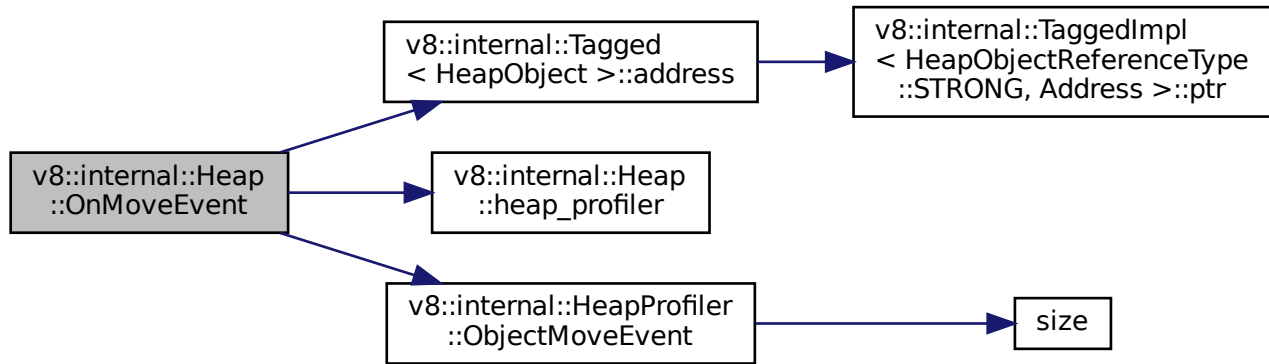 v8::internal::Tagged
< HeapObject >::address
v8::internal::TaggedImpl
< HeapObjectReferenceType
::STRONG, Address >::ptr
v8::internal::Heap
::OnMoveEvent
v8::internal::Heap
::heap_profiler
v8::internal::HeapProfiler
::ObjectMoveEvent
size